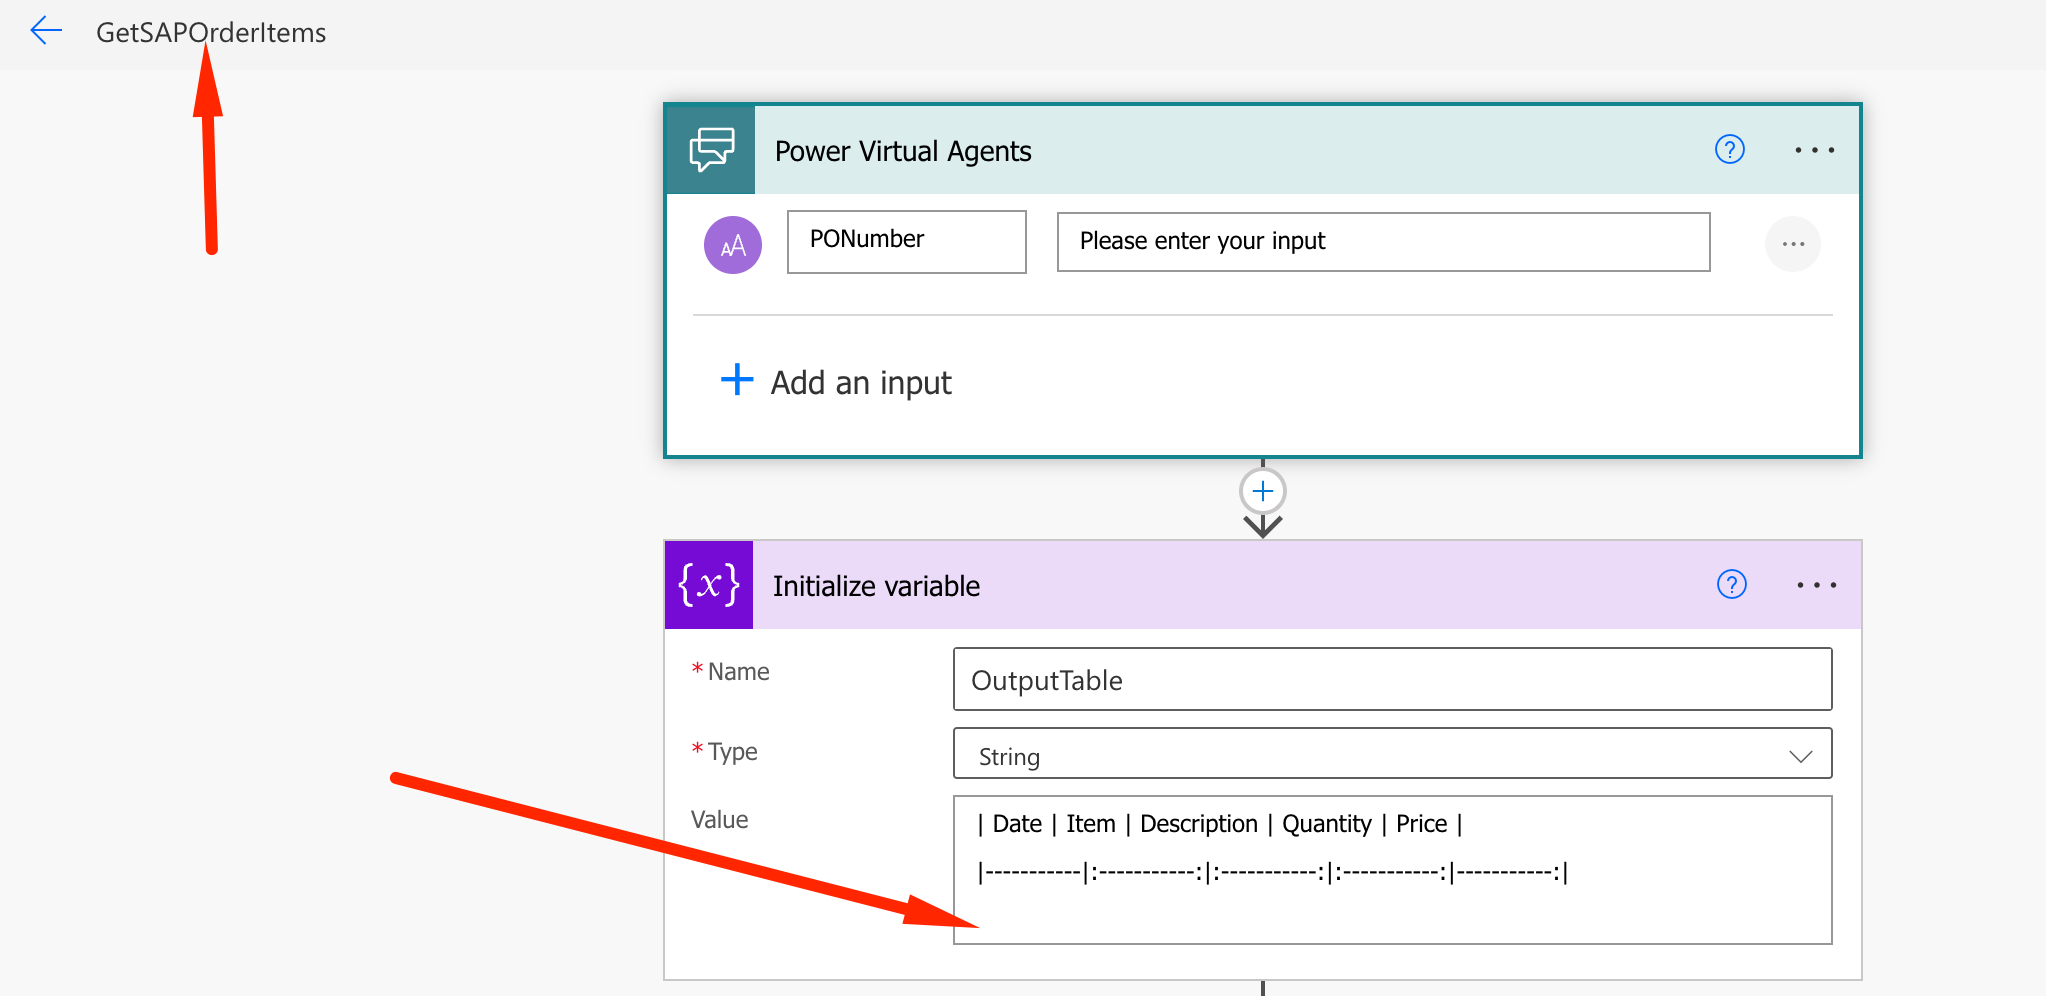 GetSAPOrderItems
Power Virtual Agents
?
AA
PONumber
Please enter your input
Add an input
{x}
Initialize variable
?
* Name
OutputTable
* Type
String
Value
| Date | Item | Description | Quantity | Price |
|-----------|:-----------:|:-----------:|:-----------:|-----------:|